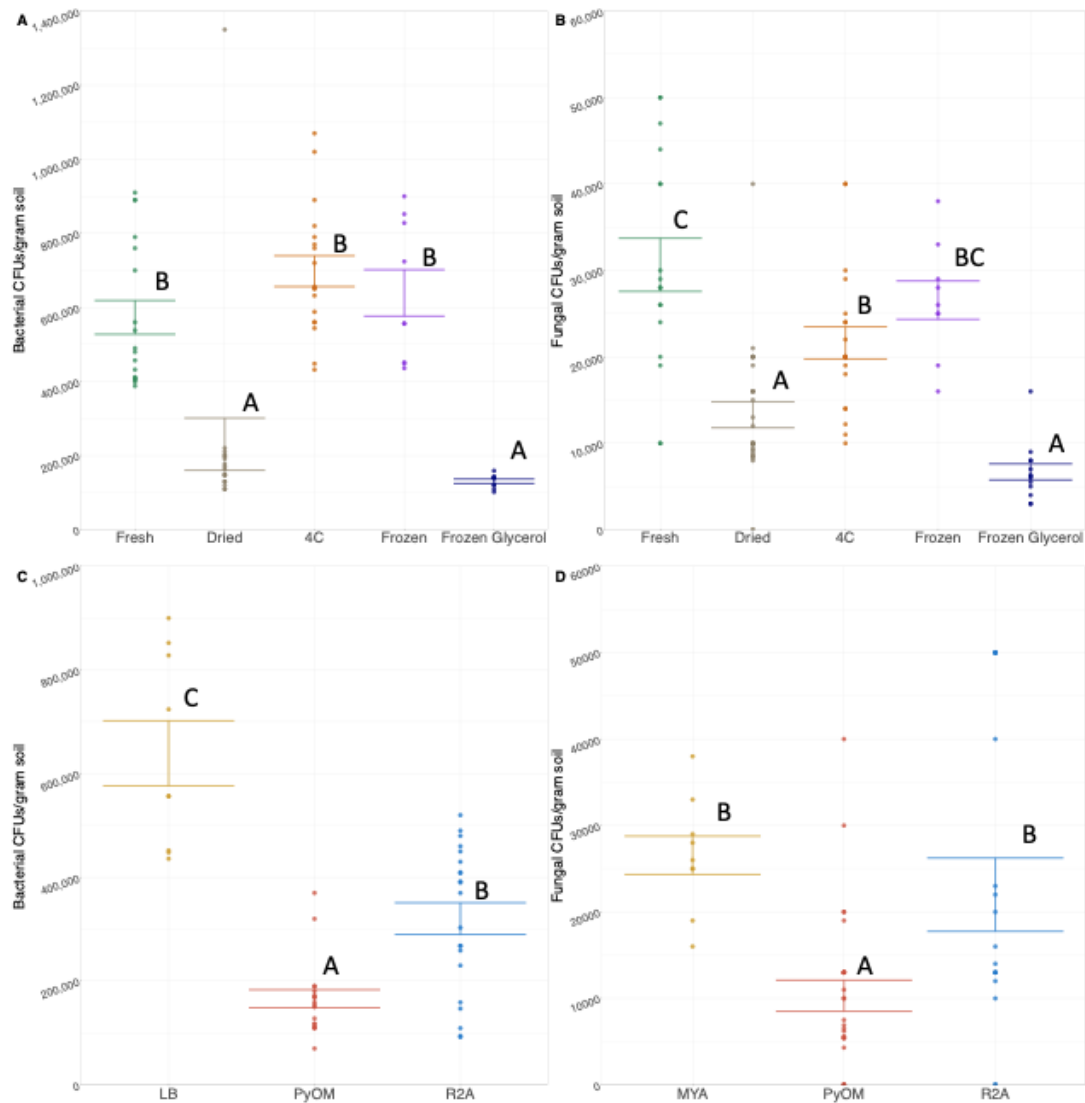 A
1,400,000
1,200,000
1,000,000
800,000
600,000
400,000
200,000
0
Bacterial CFUs/gram soil
B
A
B
B
A
Fresh
Dried
4C
Frozen
Frozen Glycerol
B
60,000
50,000
40,000
30,000
20,000
10,000
0
Fungal CFUs/gram soil
C
A
B
BC
A
Fresh
Dried
4C
Frozen
Frozen Glycerol
C
1,000,000
800,000
600,000
400,000
200,000
0
Bacterial CFUs/gram soil
C
A
B
LB
PyOM
R2A
D
60000
50000
40000
30000
20000
10000
0
Fungal CFUs/gram soil
B
A
B
MYA
PyOM
R2A